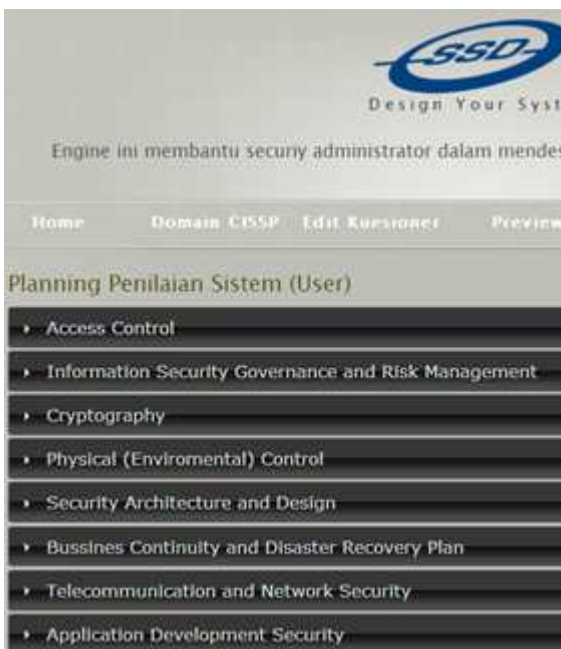 SSD
Design Your Syst
Engine ini membantu securiy administrator dalam mendes
Home Domain CISSP Edit Kuesioner Preview
Planning Penilaian Sistem (User)
Access Control
Information Security Governance and Risk Management
Cryptography
Physical (Enviromental) Control
Security Architecture and Design
Bussines Continuity and Disaster Recovery Plan
Telecommunication and Network Security
Application Development Security